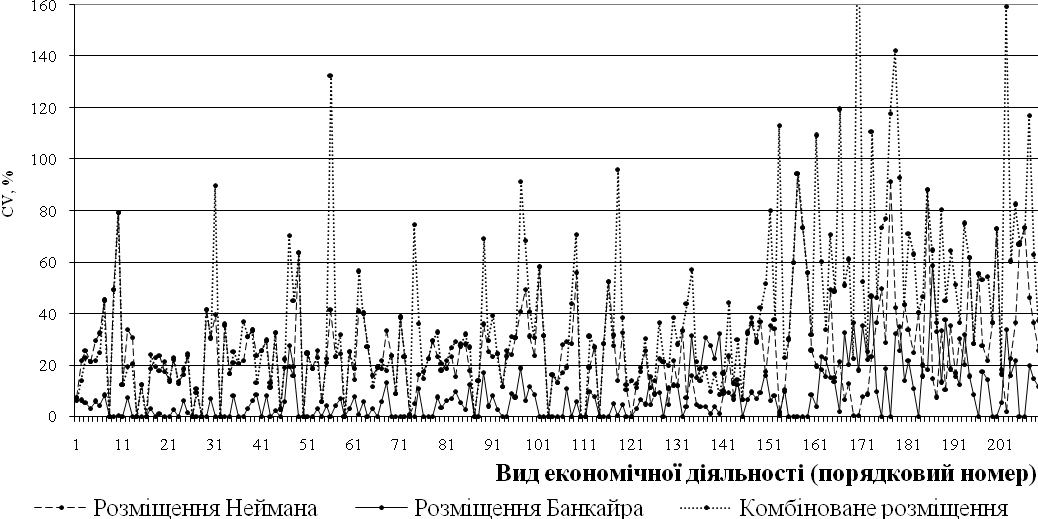 160
140
120
100
80
60
40
20
0
CV, %
1 11 21 31 41 51 61 71 81 91 101 111 121 131 141 151 161 171 181 191 201
Вид економічної діяльності (порядковий номер)
Розміщення Неймана Розміщення Банкайра Комбіноване розміщення